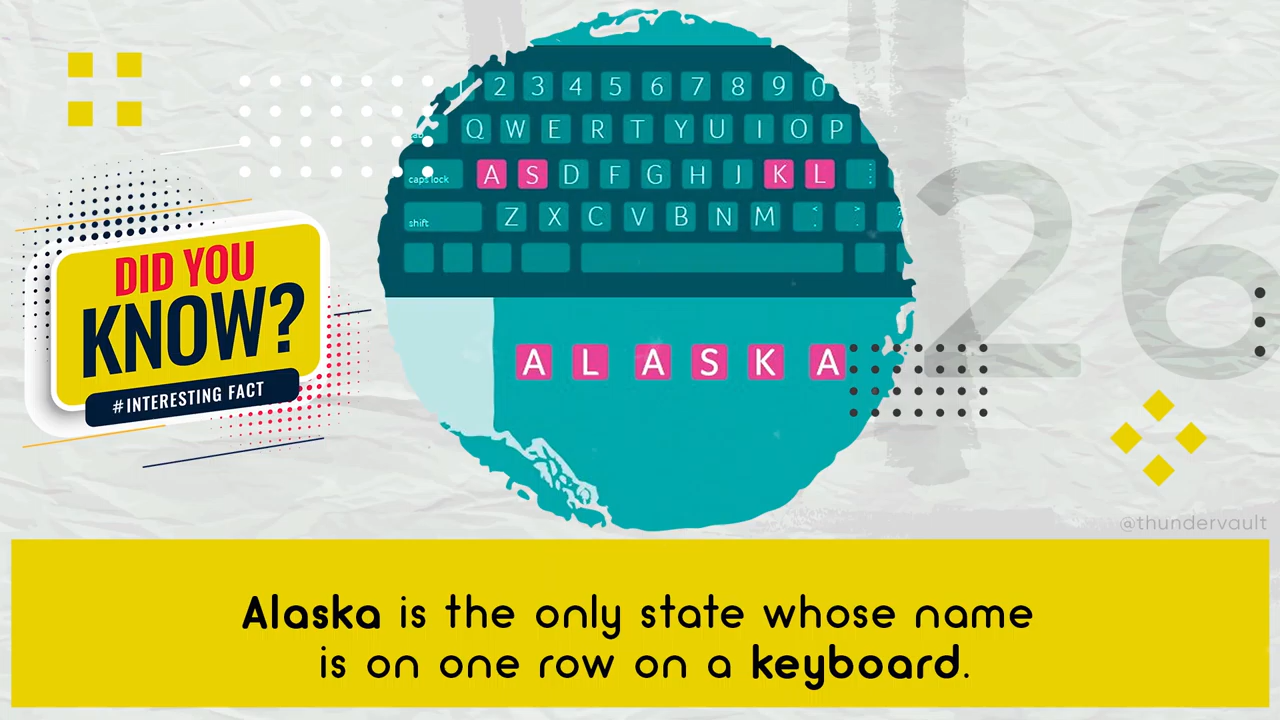 1 2 3 4 5 6 7 8 9 0
Q W E R T Y U I O P
caps lock A S D F G H J K L ; :
shift Z X C V B N M < >
26
DID YOU
KNOW?
#INTERESTING FACT
A L A S K A
@thundervault
Alaska is the only state whose name
is on one row on a keyboard.